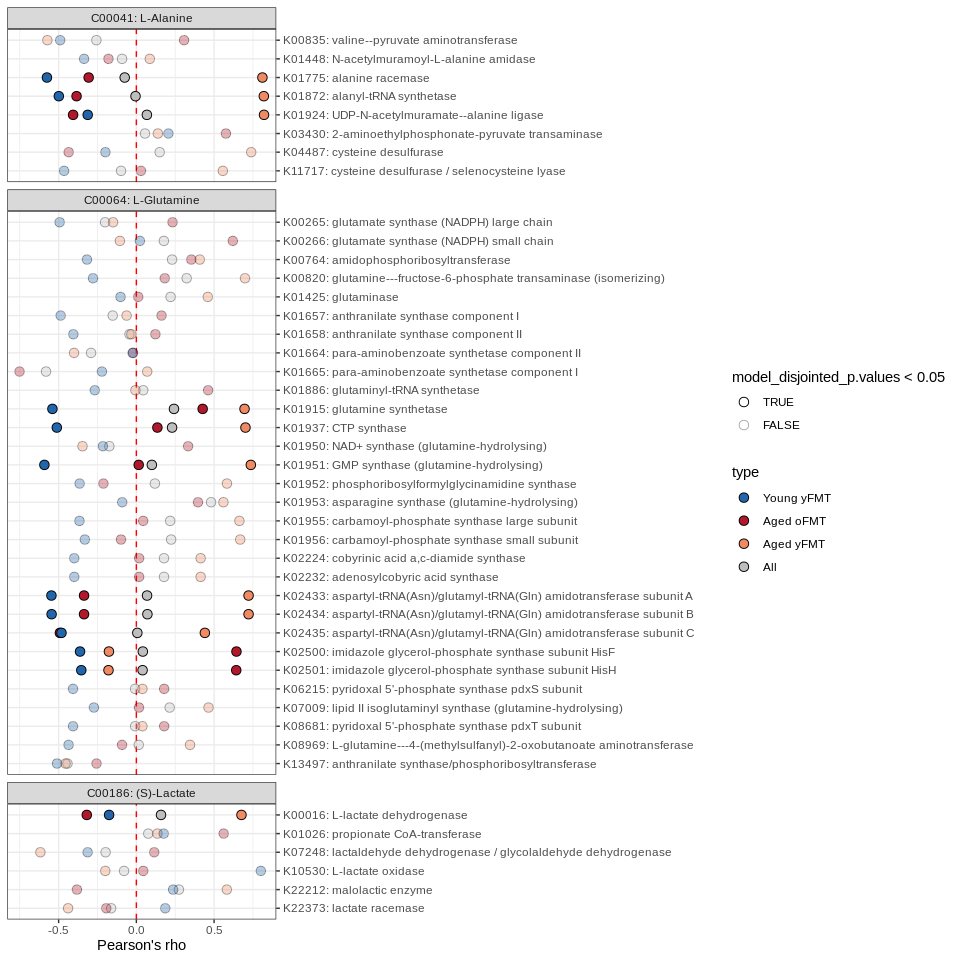 C00041: L-Alanine
K00835: valine--pyruvate aminotransferase
K01448: N-acetylmuramoyl-L-alanine amidase
K01775: alanine racemase
K01872: alanyl-tRNA synthetase
K01924: UDP-N-acetylmuramate--alanine ligase
K03430: 2-aminoethylphosphonate-pyruvate transaminase
K04487: cysteine desulfurase
K11717: cysteine desulfurase / selenocysteine lyase
C00064: L-Glutamine
K00265: glutamate synthase (NADPH) large chain
K00266: glutamate synthase (NADPH) small chain
K00764: amidophosphoribosyltransferase
K00820: glutamine---fructose-6-phosphate transaminase (isomerizing)
K01425: glutaminase
K01657: anthranilate synthase component I
K01658: anthranilate synthase component II
K01664: para-aminobenzoate synthetase component II
K01665: para-aminobenzoate synthetase component I
K01886: glutaminyl-tRNA synthetase
K01915: glutamine synthetase
K01937: CTP synthase
K01950: NAD+ synthase (glutamine-hydrolysing)
K01951: GMP synthase (glutamine-hydrolysing)
K01952: phosphoribosylformylglycinamidine synthase
K01953: asparagine synthase (glutamine-hydrolysing)
K01955: carbamoyl-phosphate synthase large subunit
K01956: carbamoyl-phosphate synthase small subunit
K02224: cobyrinic acid a,c-diamide synthase
K02232: adenosylcobyric acid synthase
K02433: aspartyl-tRNA(Asn)/glutamyl-tRNA(Gln) amidotransferase subunit A
K02434: aspartyl-tRNA(Asn)/glutamyl-tRNA(Gln) amidotransferase subunit B
K02435: aspartyl-tRNA(Asn)/glutamyl-tRNA(Gln) amidotransferase subunit C
K02500: imidazole glycerol-phosphate synthase subunit HisF
K02501: imidazole glycerol-phosphate synthase subunit HisH
K06215: pyridoxal 5'-phosphate synthase pdxS subunit
K07009: lipid II isoglutaminyl synthase (glutamine-hydrolysing)
K08681: pyridoxal 5'-phosphate synthase pdxT subunit
K08969: L-glutamine---4-(methylsulfanyl)-2-oxobutanoate aminotransferase
K13497: anthranilate synthase/phosphoribosyltransferase
C00186: (S)-Lactate
K00016: L-lactate dehydrogenase
K01026: propionate CoA-transferase
K07248: lactaldehyde dehydrogenase / glycolaldehyde dehydrogenase
K10530: L-lactate oxidase
K22212: malolactic enzyme
K22373: lactate racemase
-0.5 0.0 0.5
Pearson's rho
model_disjointed_p.values < 0.05
TRUE
FALSE
type
Young yFMT
Aged oFMT
Aged yFMT
All